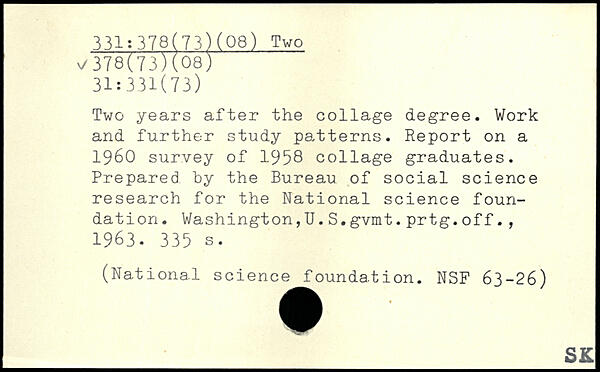 331:378(73)(08) Two
✓378(73)(08)
31:331(73)
Two years after the collage degree. Work
and further study patterns. Report on a
1960 survey of 1958 collage graduates.
Prepared by the Bureau of social science
research for the National science foun-
dation. Washington,U.S.gvmt.prtg.off.,
1963. 335 s.
(National science foundation. NSF 63-26)
SK